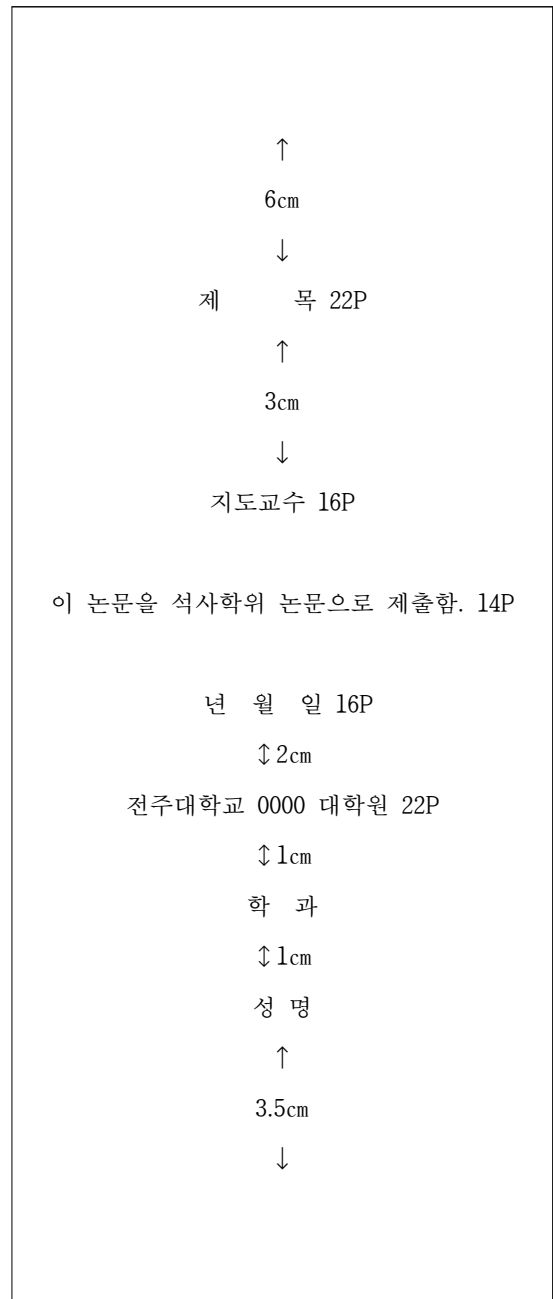 ↑
6cm
↓
제 목 22P
↑
3cm
↓
지도교수 16P
이 논문을 석사학위 논문으로 제출함. 14P
년 월 일 16P
↕2cm
전주대학교 0000 대학원 22P
↕1cm
학 과
↕1cm
성 명
↑
3.5cm
↓